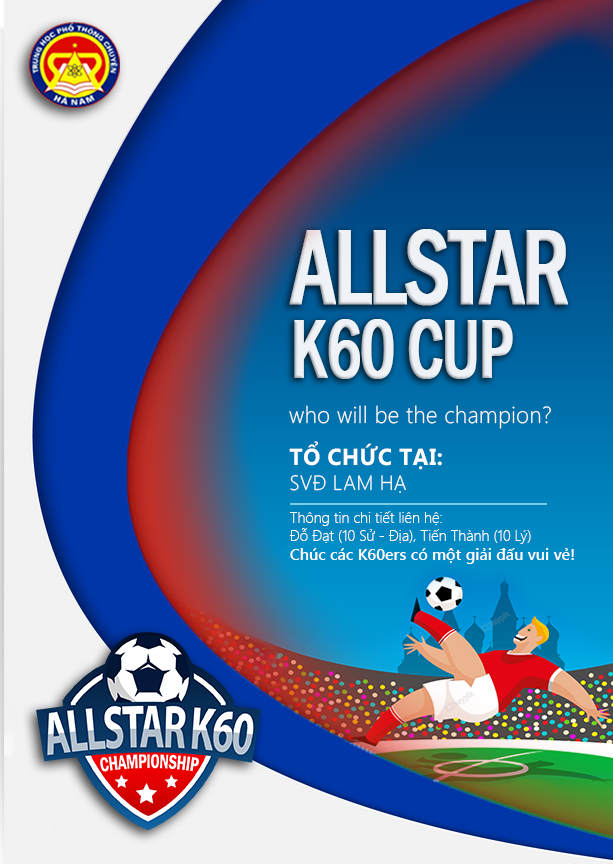 TRUNG HỌC PHỔ THÔNG CHUYÊN
HÀ NAM
ALLSTAR
K60 CUP
who will be the champion?
TỔ CHỨC TẠI:
SVĐ LAM HẠ
Thông tin chi tiết liên hệ:
Đỗ Đạt (10 Sử - Địa), Tiến Thành (10 Lý)
Chúc các K60ers có một giải đấu vui vẻ!
ALLSTAR K60
CHAMPIONSHIP